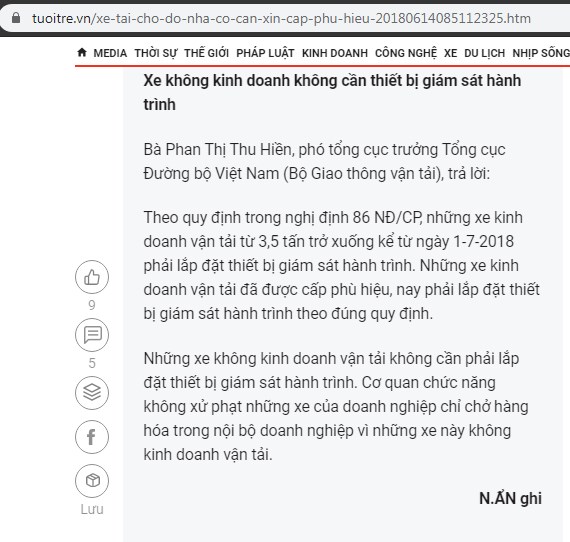 tuoitre.vn/xe-tai-cho-do-nha-co-can-xin-cap-phu-hieu-20180614085112325.htm
MEDIA THỜI SỰ THẾ GIỚI PHÁP LUẬT KINH DOANH CÔNG NGHỆ XE DU LỊCH NHỊP SỐNG
Xe không kinh doanh không cần thiết bị giám sát hành
trình
Bà Phan Thị Thu Hiền, phó tổng cục trưởng Tổng cục
Đường bộ Việt Nam (Bộ Giao thông vận tải), trả lời:
Theo quy định trong nghị định 86 NĐ/CP, những xe kinh
doanh vận tải từ 3,5 tấn trở xuống kể từ ngày 1-7-2018
phải lắp đặt thiết bị giám sát hành trình. Những xe kinh
doanh vận tải đã được cấp phù hiệu, nay phải lắp đặt thiết
bị giám sát hành trình theo đúng quy định.
9
5
Những xe không kinh doanh vận tải không cần phải lắp
đặt thiết bị giám sát hành trình. Cơ quan chức năng
không xử phạt những xe của doanh nghiệp chỉ chở hàng
hóa trong nội bộ doanh nghiệp vì những xe này không
kinh doanh vận tải.
N.ẨN ghi
Lưu